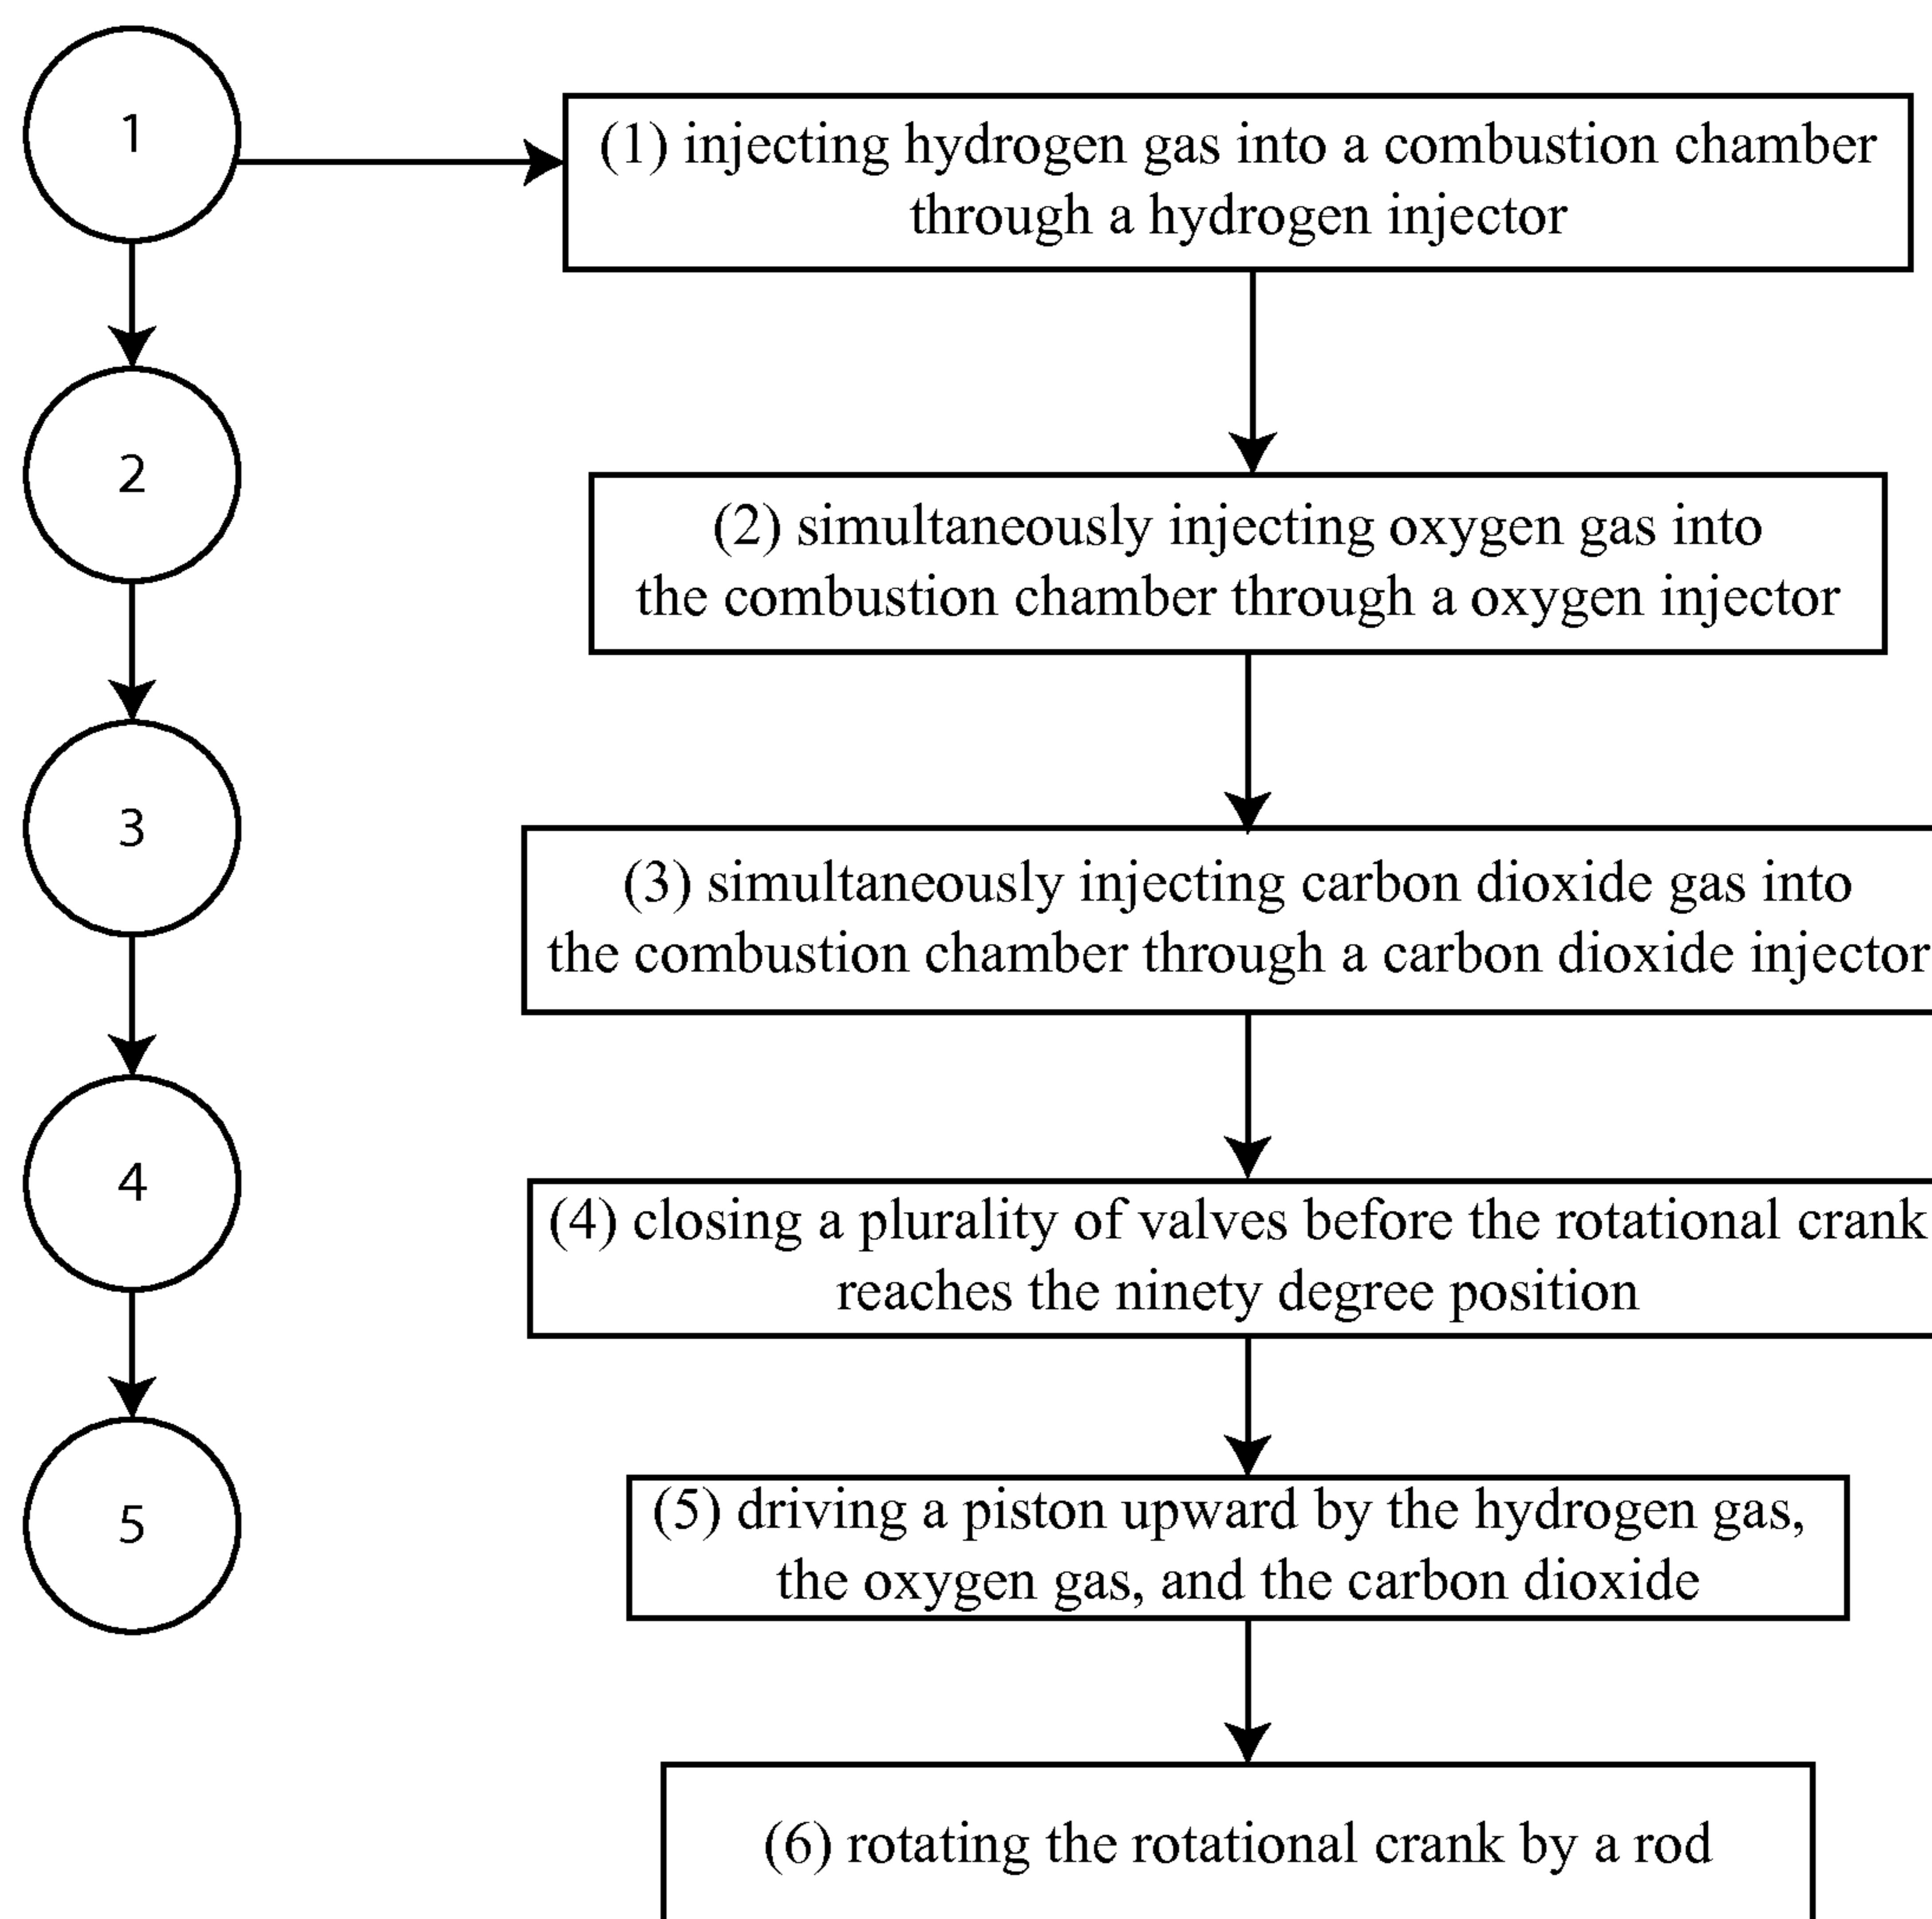 1
(1) injecting hydrogen gas into a combustion chamber
through a hydrogen injector
2
(2) simultaneously injecting oxygen gas into
the combustion chamber through a oxygen injector
3
(3) simultaneously injecting carbon dioxide gas into
the combustion chamber through a carbon dioxide injector
4
(4) closing a plurality of valves before the rotational crank
reaches the ninety degree position
5
(5) driving a piston upward by the hydrogen gas,
the oxygen gas, and the carbon dioxide
(6) rotating the rotational crank by a rod